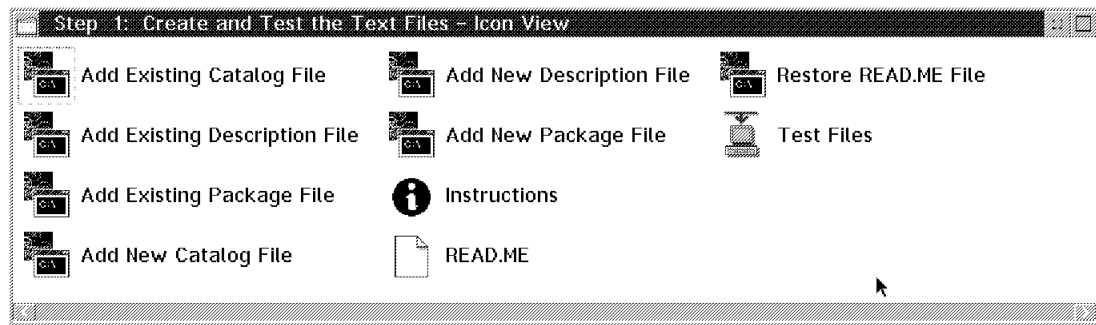 Step 1: Create and Test the Text Files - Icon View
Add Existing Catalog File
Add Existing Description File
Add Existing Package File
Add New Catalog File
Add New Description File
Add New Package File
Instructions
READ.ME
Restore READ.ME File
Test Files